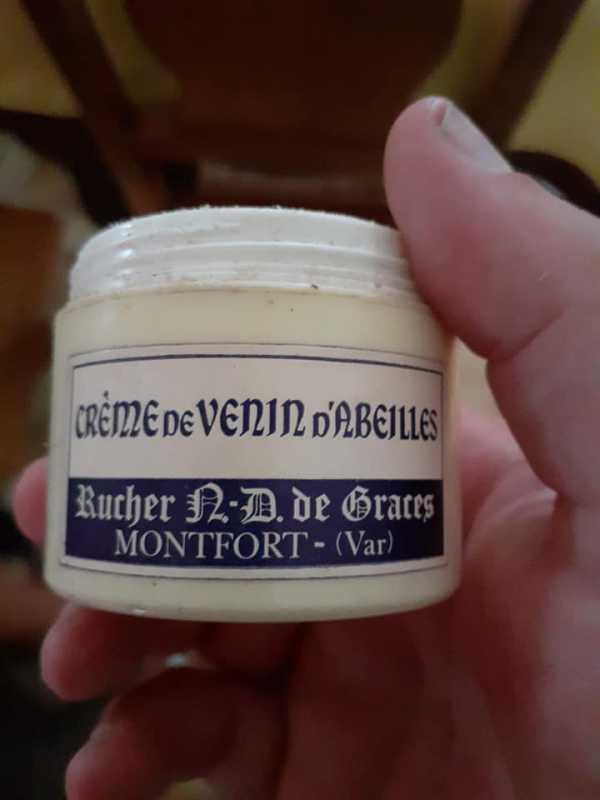 CRÈME DE VENIN D'ABEILLES
Rucher N.-D. de Graces
MONTFORT - (Var)